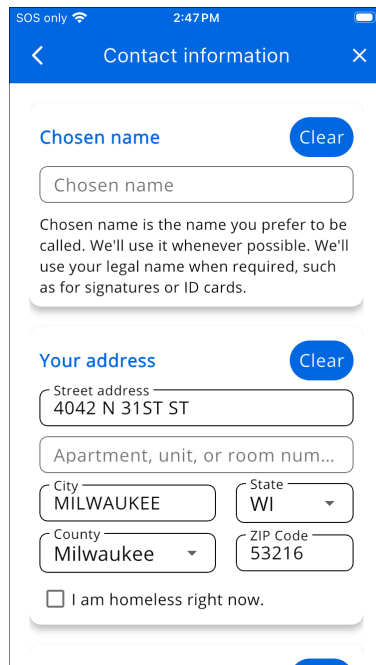 SOS only 2:47 PM
Contact information
Chosen name Clear
Chosen name
Chosen name is the name you prefer to be
called. We'll use it whenever possible. We'll
use your legal name when required, such
as for signatures or ID cards.
Your address Clear
Street address
4042 N 31ST ST
Apartment, unit, or room num...
City State
MILWAUKEE WI
County ZIP Code
Milwaukee 53216
I am homeless right now.